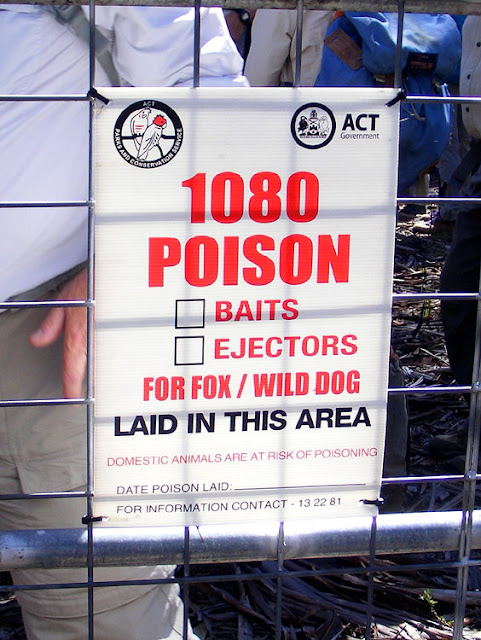 ACT
PARKS AND CONSERVATION SERVICE
ACT
Government
1080
POISON
BAITS
EJECTORS
FOR FOX / WILD DOG
LAID IN THIS AREA
DOMESTIC ANIMALS ARE AT RISK OF POISONING
DATE POISON LAID:
FOR INFORMATION CONTACT - 13 22 81